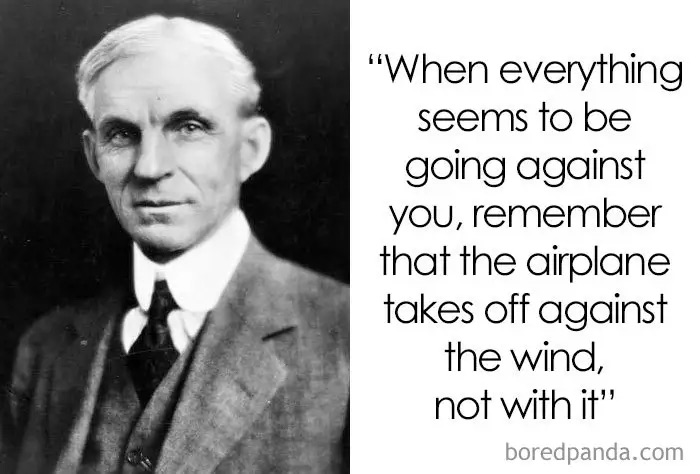 “When everything
seems to be
going against
you, remember
that the airplane
takes off against
the wind,
not with it”
boredpanda.com